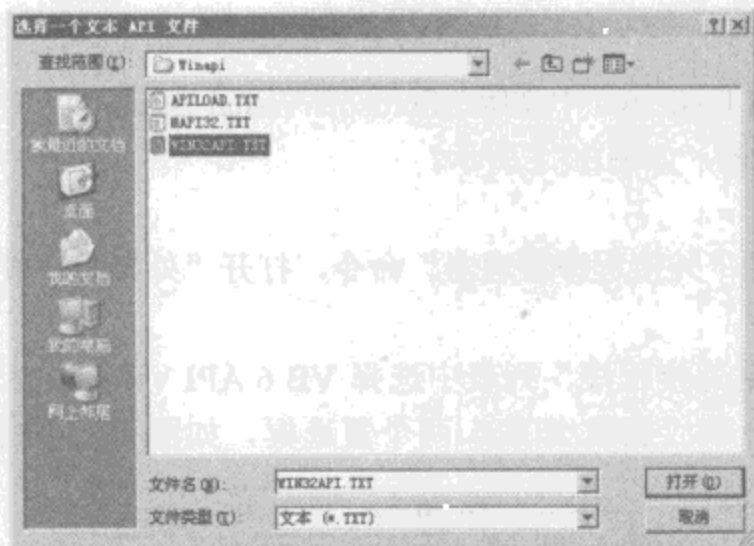 选择一个文本 API 文件
查找范围(I):
Winapi
APILOAD.TXT
MAPI32.TXT
WIN32API.TXT
我最近的文档
桌面
我的文档
我的电脑
网上邻居
文件名(N):
WIN32API.TXT
打开(O)
文件类型(T):
文本 (*.TXT)
取消